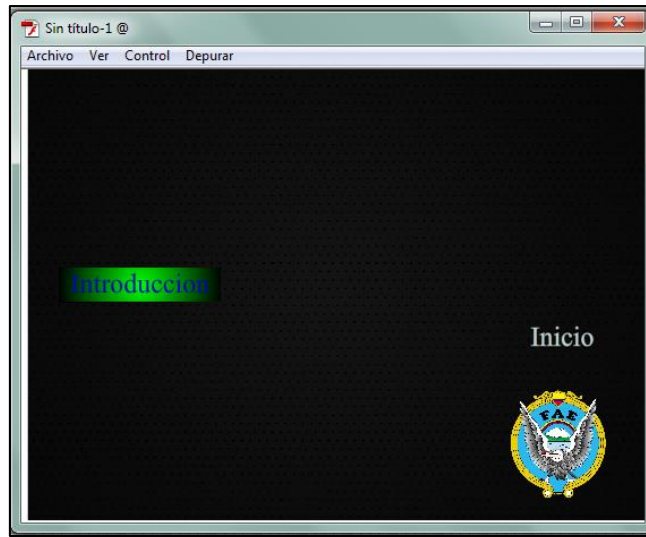 Sin título-1 @
Archivo Ver Control Depurar
Introduccion
Inicio
FAE